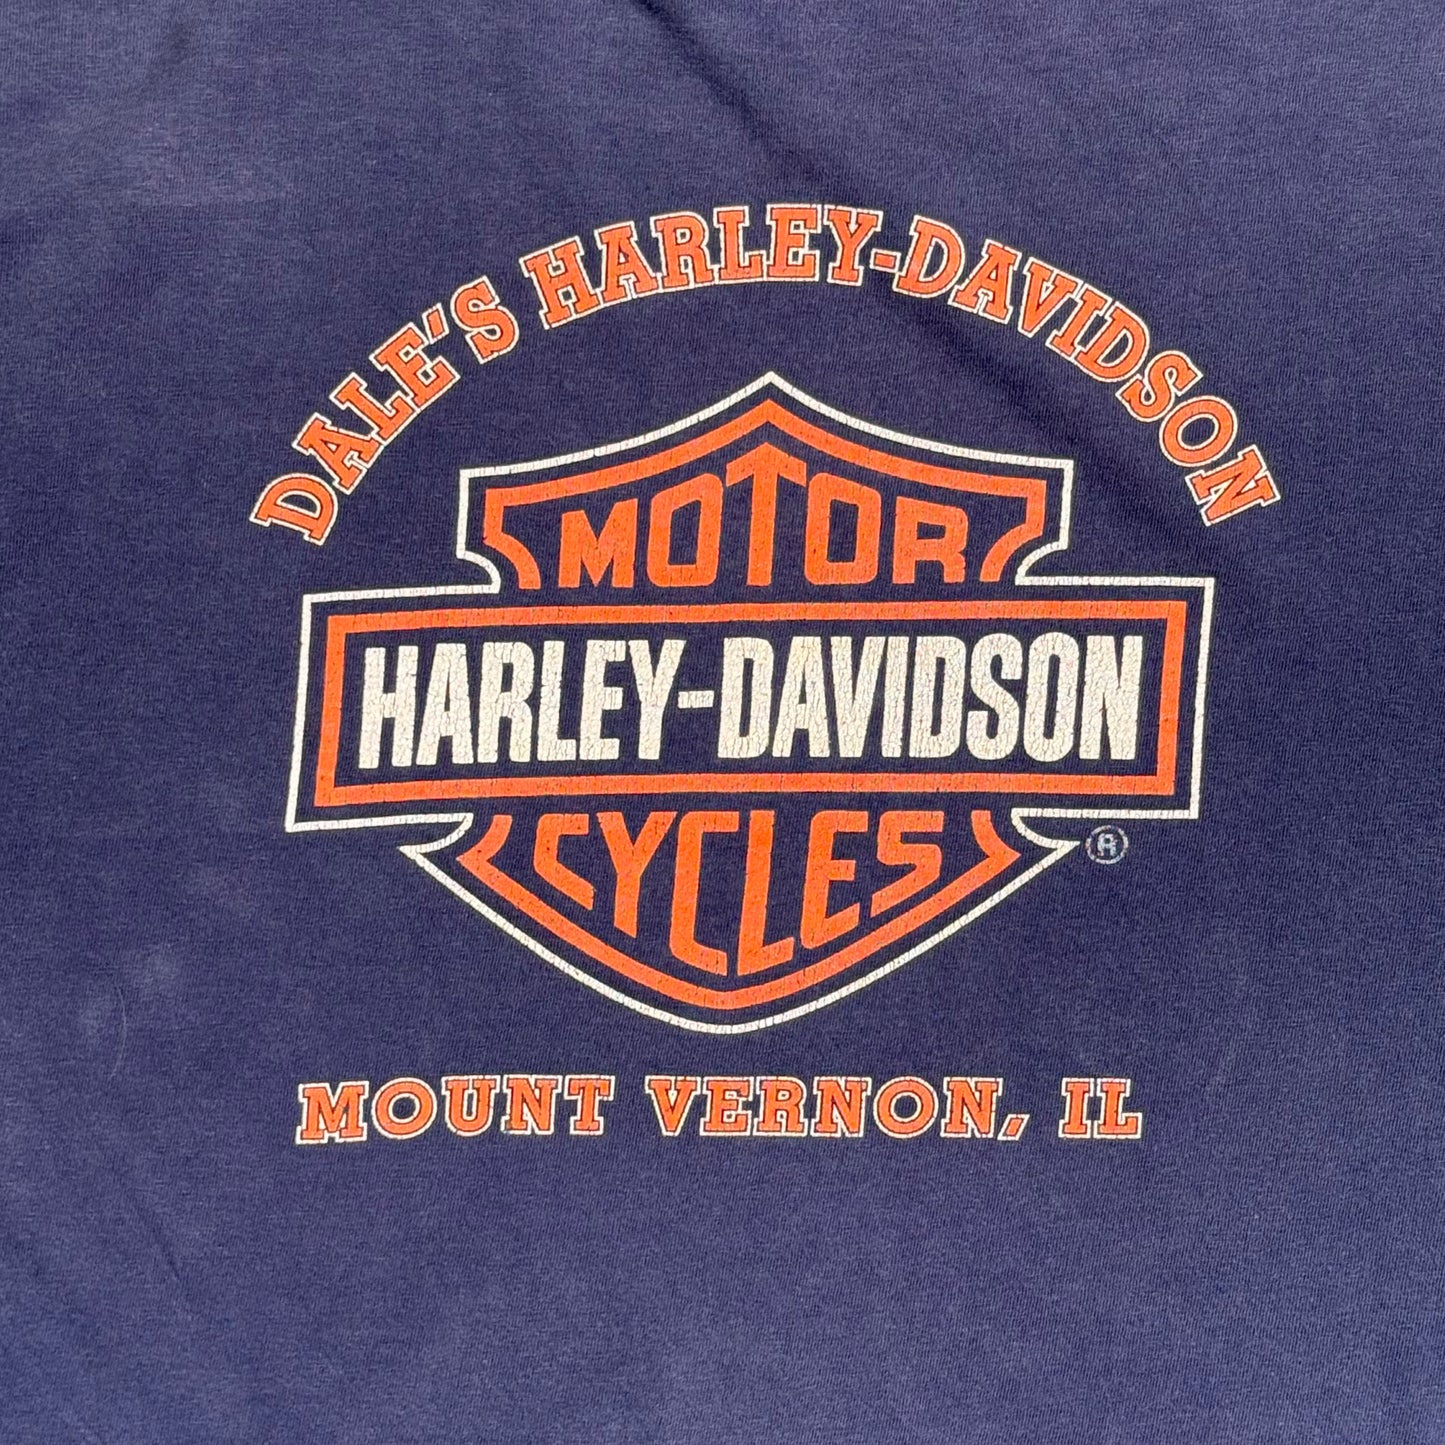 DALE'S HARLEY-DAVIDSON
MOTOR
HARLEY-DAVIDSON
CYCLES
®
MOUNT VERNON, IL